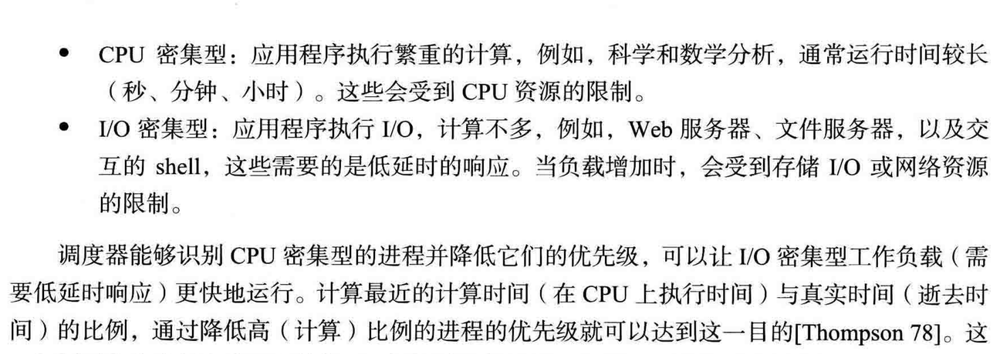 • CPU 密集型：应用程序执行繁重的计算，例如，科学和数学分析，通常运行时间较长
（秒、分钟、小时）。这些会受到 CPU 资源的限制。
• I/O 密集型：应用程序执行 I/O，计算不多，例如，Web 服务器、文件服务器，以及交
互的 shell，这些需要的是低延时的响应。当负载增加时，会受到存储 I/O 或网络资源
的限制。
调度器能够识别 CPU 密集型的进程并降低它们的优先级，可以让 I/O 密集型工作负载（需
要低延时响应）更快地运行。计算最近的计算时间（在 CPU 上执行时间）与真实时间（逝去时
间）的比例，通过降低高（计算）比例的进程的优先级就可以达到这一目的[Thompson 78]。这